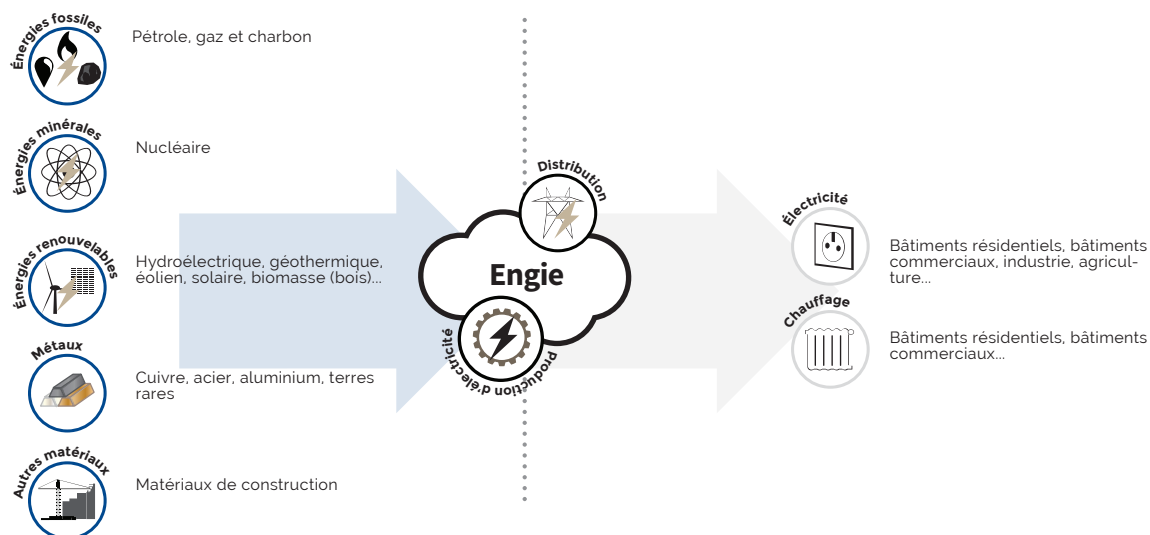 Énergies fossiles
Pétrole, gaz et charbon
Énergies minérales
Nucléaire
Énergies renouvelables
Hydroélectrique, géothermique,
éolien, solaire, biomasse (bois)...
Métaux
Cuivre, acier, aluminium, terres
rares
Autres matériaux
Matériaux de construction
Distribution
Engie
production d'électricité
Électricité
Bâtiments résidentiels, bâtiments
commerciaux, industrie, agricul-
ture...
Chauffage
Bâtiments résidentiels, bâtiments
commerciaux...